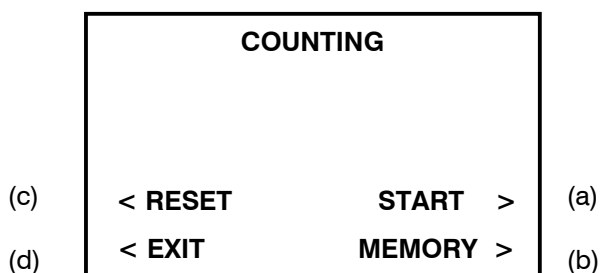 COUNTING
(c) < RESET START > (a)
(d) < EXIT MEMORY > (b)